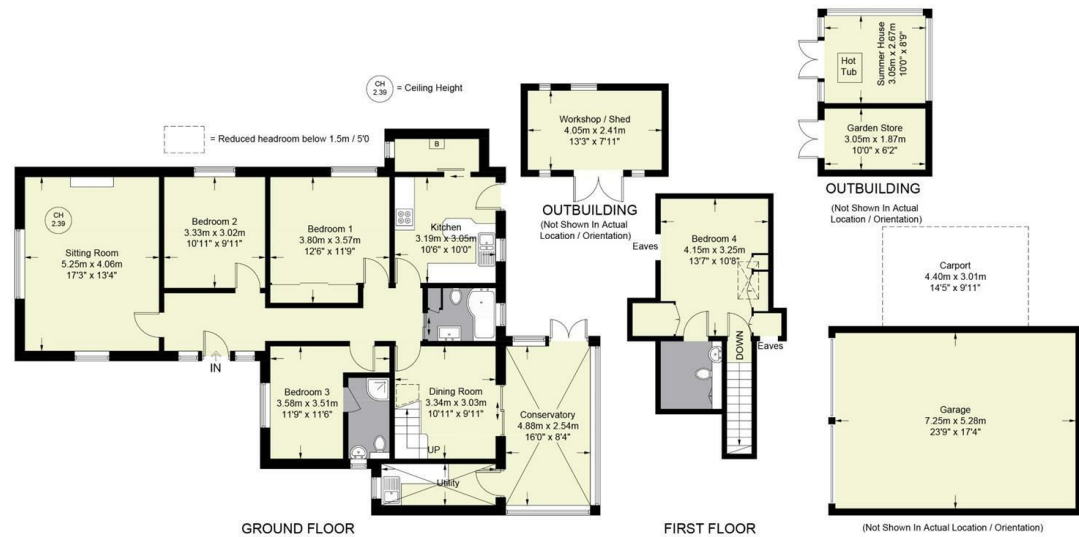 CH
2.39
= Ceiling Height
= Reduced headroom below 1.5m / 5'0
CH
2.39
Sitting Room
5.25m x 4.06m
17'3" x 13'4"
Bedroom 2
3.33m x 3.02m
10'11" x 9'11"
Bedroom 1
3.80m x 3.57m
12'6" x 11'9"
B
Kitchen
3.19m x 3.05m
10'6" x 10'0"
IN
Bedroom 3
3.58m x 3.51m
11'9" x 11'6"
Dining Room
3.34m x 3.03m
10'11" x 9'11"
UP
Utility
Conservatory
4.88m x 2.54m
16'0" x 8'4"
GROUND FLOOR
Workshop / Shed
4.05m x 2.41m
13'3" x 7'11"
OUTBUILDING
(Not Shown In Actual
Location / Orientation)
Eaves
Bedroom 4
4.15m x 3.25m
13'7" x 10'8"
DOWN
Eaves
FIRST FLOOR
Hot
Tub
Summer House
3.05m x 2.67m
10'0" x 8'9"
Garden Store
3.05m x 1.87m
10'0" x 6'2"
OUTBUILDING
(Not Shown In Actual
Location / Orientation)
Carport
4.40m x 3.01m
14'5" x 9'11"
Garage
7.25m x 5.28m
23'9" x 17'4"
(Not Shown In Actual Location / Orientation)